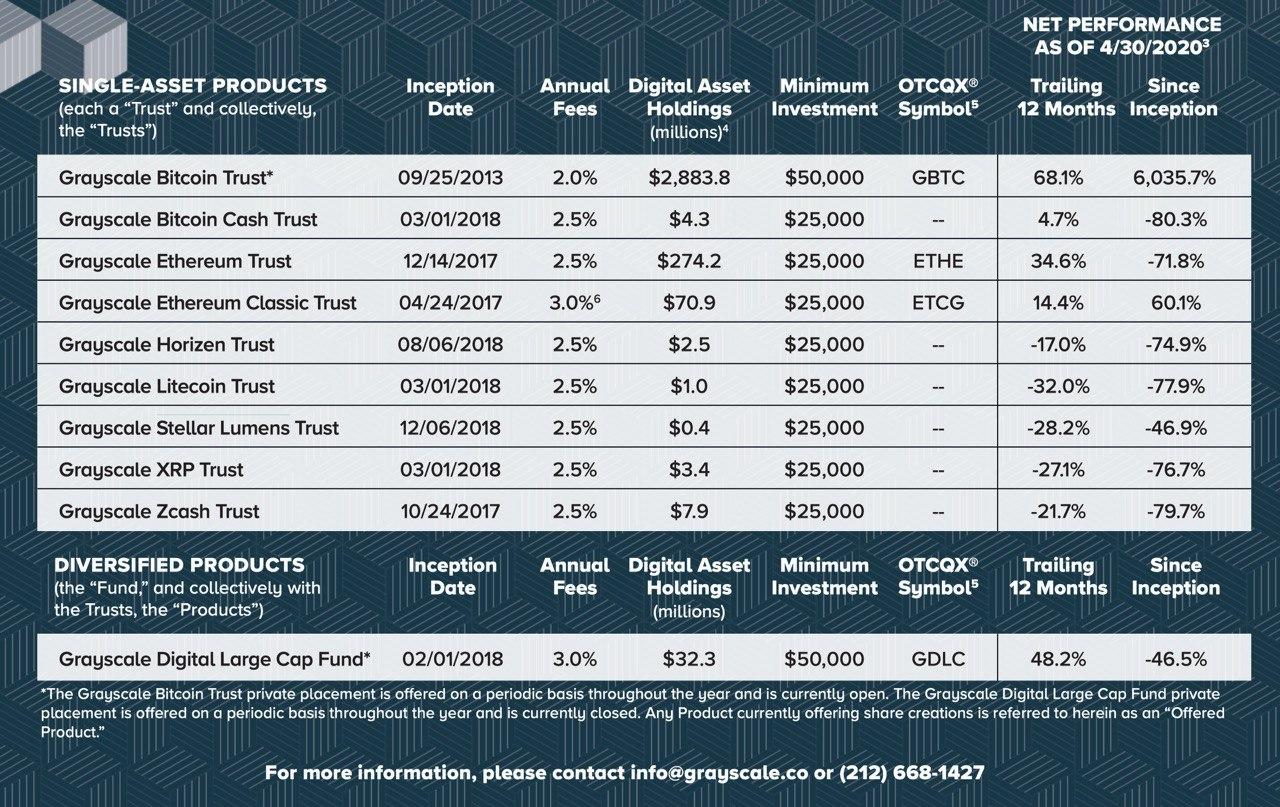 NET PERFORMANCE
AS OF 4/30/2020³
SINGLE-ASSET PRODUCTS
(each a “Trust” and collectively,
the “Trusts”)
Inception
Date
Annual
Fees
Digital Asset
Holdings
(millions)⁴
Minimum
Investment
OTCQX®
Symbol⁵
Trailing
12 Months
Since
Inception
Grayscale Bitcoin Trust* 09/25/2013 2.0% $2,883.8 $50,000 GBTC 68.1% 6,035.7%
Grayscale Bitcoin Cash Trust 03/01/2018 2.5% $4.3 $25,000 -- 4.7% -80.3%
Grayscale Ethereum Trust 12/14/2017 2.5% $274.2 $25,000 ETHE 34.6% -71.8%
Grayscale Ethereum Classic Trust 04/24/2017 3.0%⁶ $70.9 $25,000 ETCG 14.4% 60.1%
Grayscale Horizen Trust 08/06/2018 2.5% $2.5 $25,000 -- -17.0% -74.9%
Grayscale Litecoin Trust 03/01/2018 2.5% $1.0 $25,000 -- -32.0% -77.9%
Grayscale Stellar Lumens Trust 12/06/2018 2.5% $0.4 $25,000 -- -28.2% -46.9%
Grayscale XRP Trust 03/01/2018 2.5% $3.4 $25,000 -- -27.1% -76.7%
Grayscale Zcash Trust 10/24/2017 2.5% $7.9 $25,000 -- -21.7% -79.7%
DIVERSIFIED PRODUCTS
(the “Fund,” and collectively with
the Trusts, the “Products”)
Inception
Date
Annual
Fees
Digital Asset
Holdings
(millions)
Minimum
Investment
OTCQX®
Symbol⁵
Trailing
12 Months
Since
Inception
Grayscale Digital Large Cap Fund* 02/01/2018 3.0% $32.3 $50,000 GDLC 48.2% -46.5%
*The Grayscale Bitcoin Trust private placement is offered on a periodic basis throughout the year and is currently open. The Grayscale Digital Large Cap Fund private
placement is offered on a periodic basis throughout the year and is currently closed. Any Product currently offering share creations is referred to herein as an “Offered
Product.”
For more information, please contact info@grayscale.co or (212) 668-1427